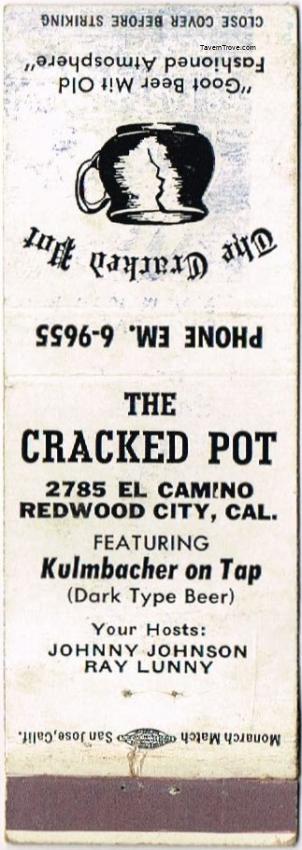 CLOSE COVER BEFORE STRIKING
TavernTrove.com
"Goot Beer Mit Old
Fashioned Atmosphere"
The Cracked Pot
PHONE EM. 6-9655
THE
CRACKED POT
2785 EL CAMINO
REDWOOD CITY, CAL.
FEATURING
Kulmbacher on Tap
(Dark Type Beer)
Your Hosts:
JOHNNY JOHNSON
RAY LUNNY
Monarch Match San Jose, Calif.